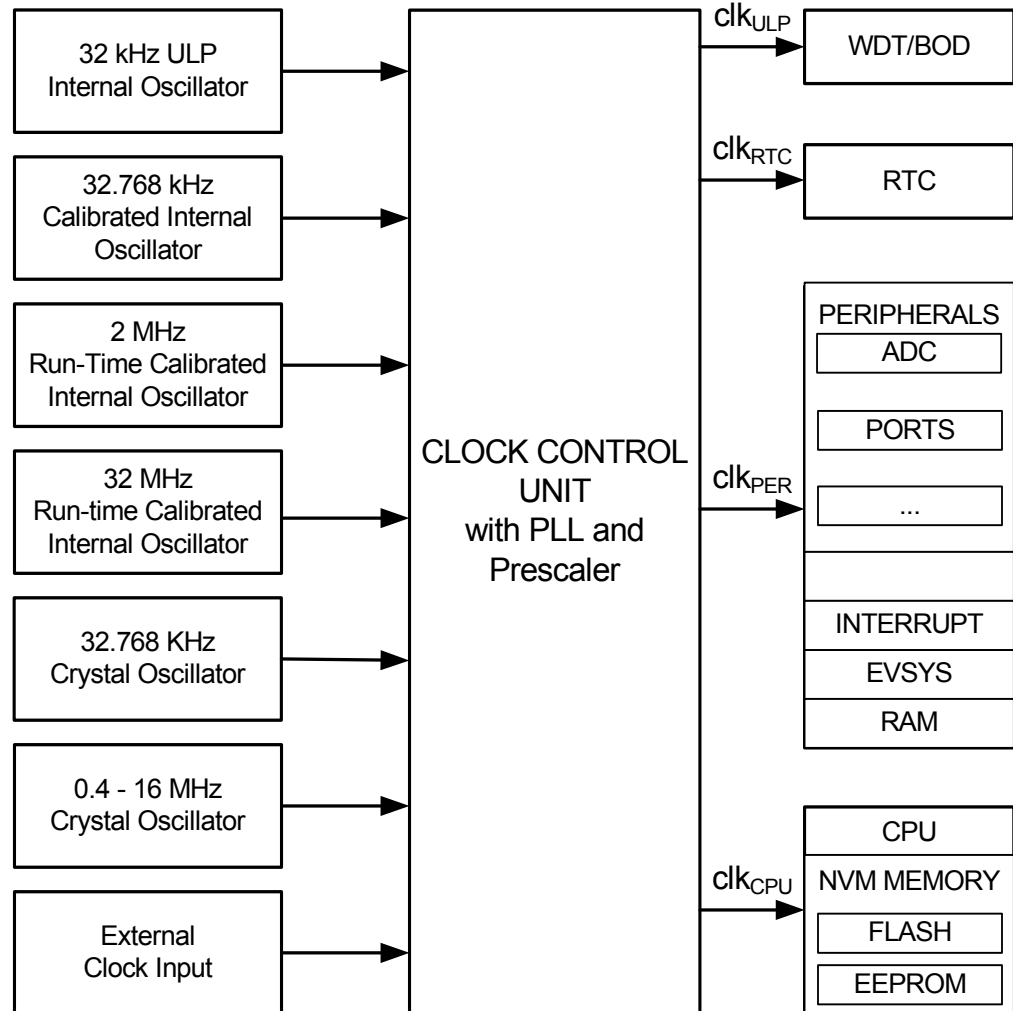 32 kHz ULP
Internal Oscillator
32.768 kHz
Calibrated Internal
Oscillator
2 MHz
Run-Time Calibrated
Internal Oscillator
32 MHz
Run-time Calibrated
Internal Oscillator
32.768 KHz
Crystal Oscillator
0.4 - 16 MHz
Crystal Oscillator
External
Clock Input
CLOCK CONTROL
UNIT
with PLL and
Prescaler
clkULP
WDT/BOD
clkRTC
RTC
clkPER
PERIPHERALS
ADC
PORTS
...
INTERRUPT
EVSYS
RAM
clkCPU
CPU
NVM MEMORY
FLASH
EEPROM